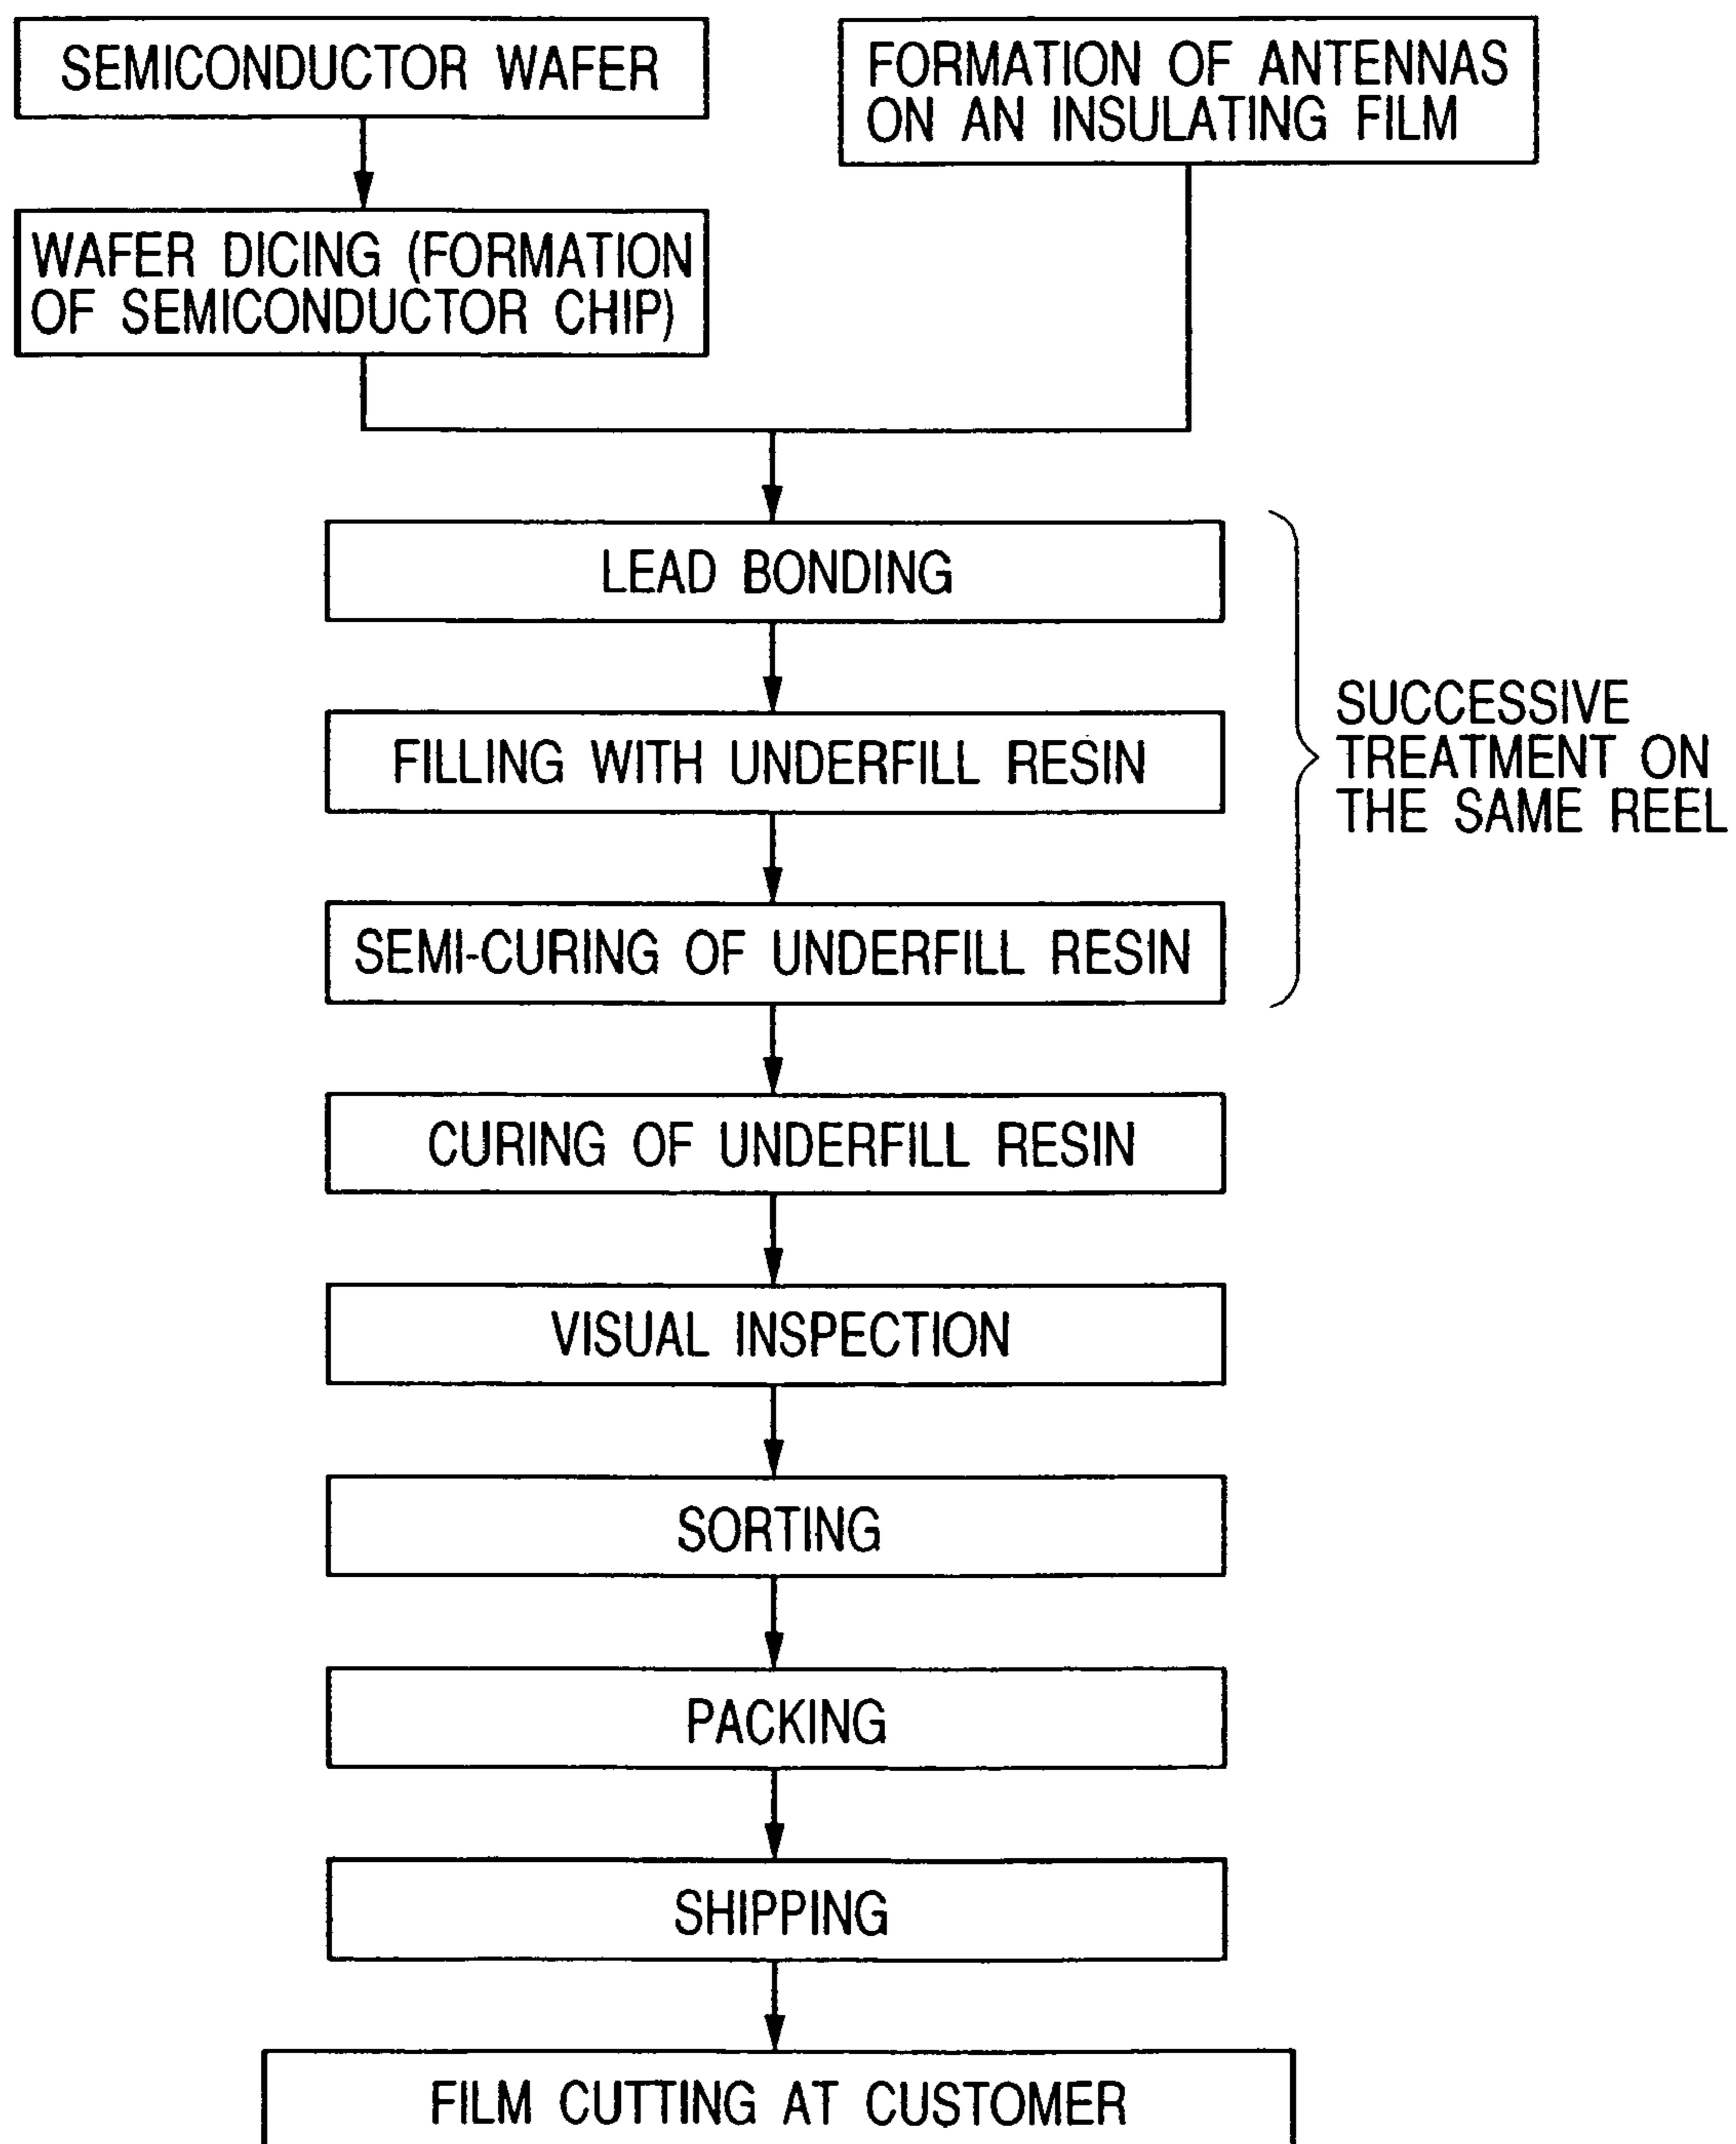 SEMICONDUCTOR WAFER
FORMATION OF ANTENNAS
ON AN INSULATING FILM
WAFER DICING (FORMATION
OF SEMICONDUCTOR CHIP)
LEAD BONDING
FILLING WITH UNDERFILL RESIN
SEMI-CURING OF UNDERFILL RESIN
SUCCESSIVE
TREATMENT ON
THE SAME REEL
CURING OF UNDERFILL RESIN
VISUAL INSPECTION
SORTING
PACKING
SHIPPING
FILM CUTTING AT CUSTOMER